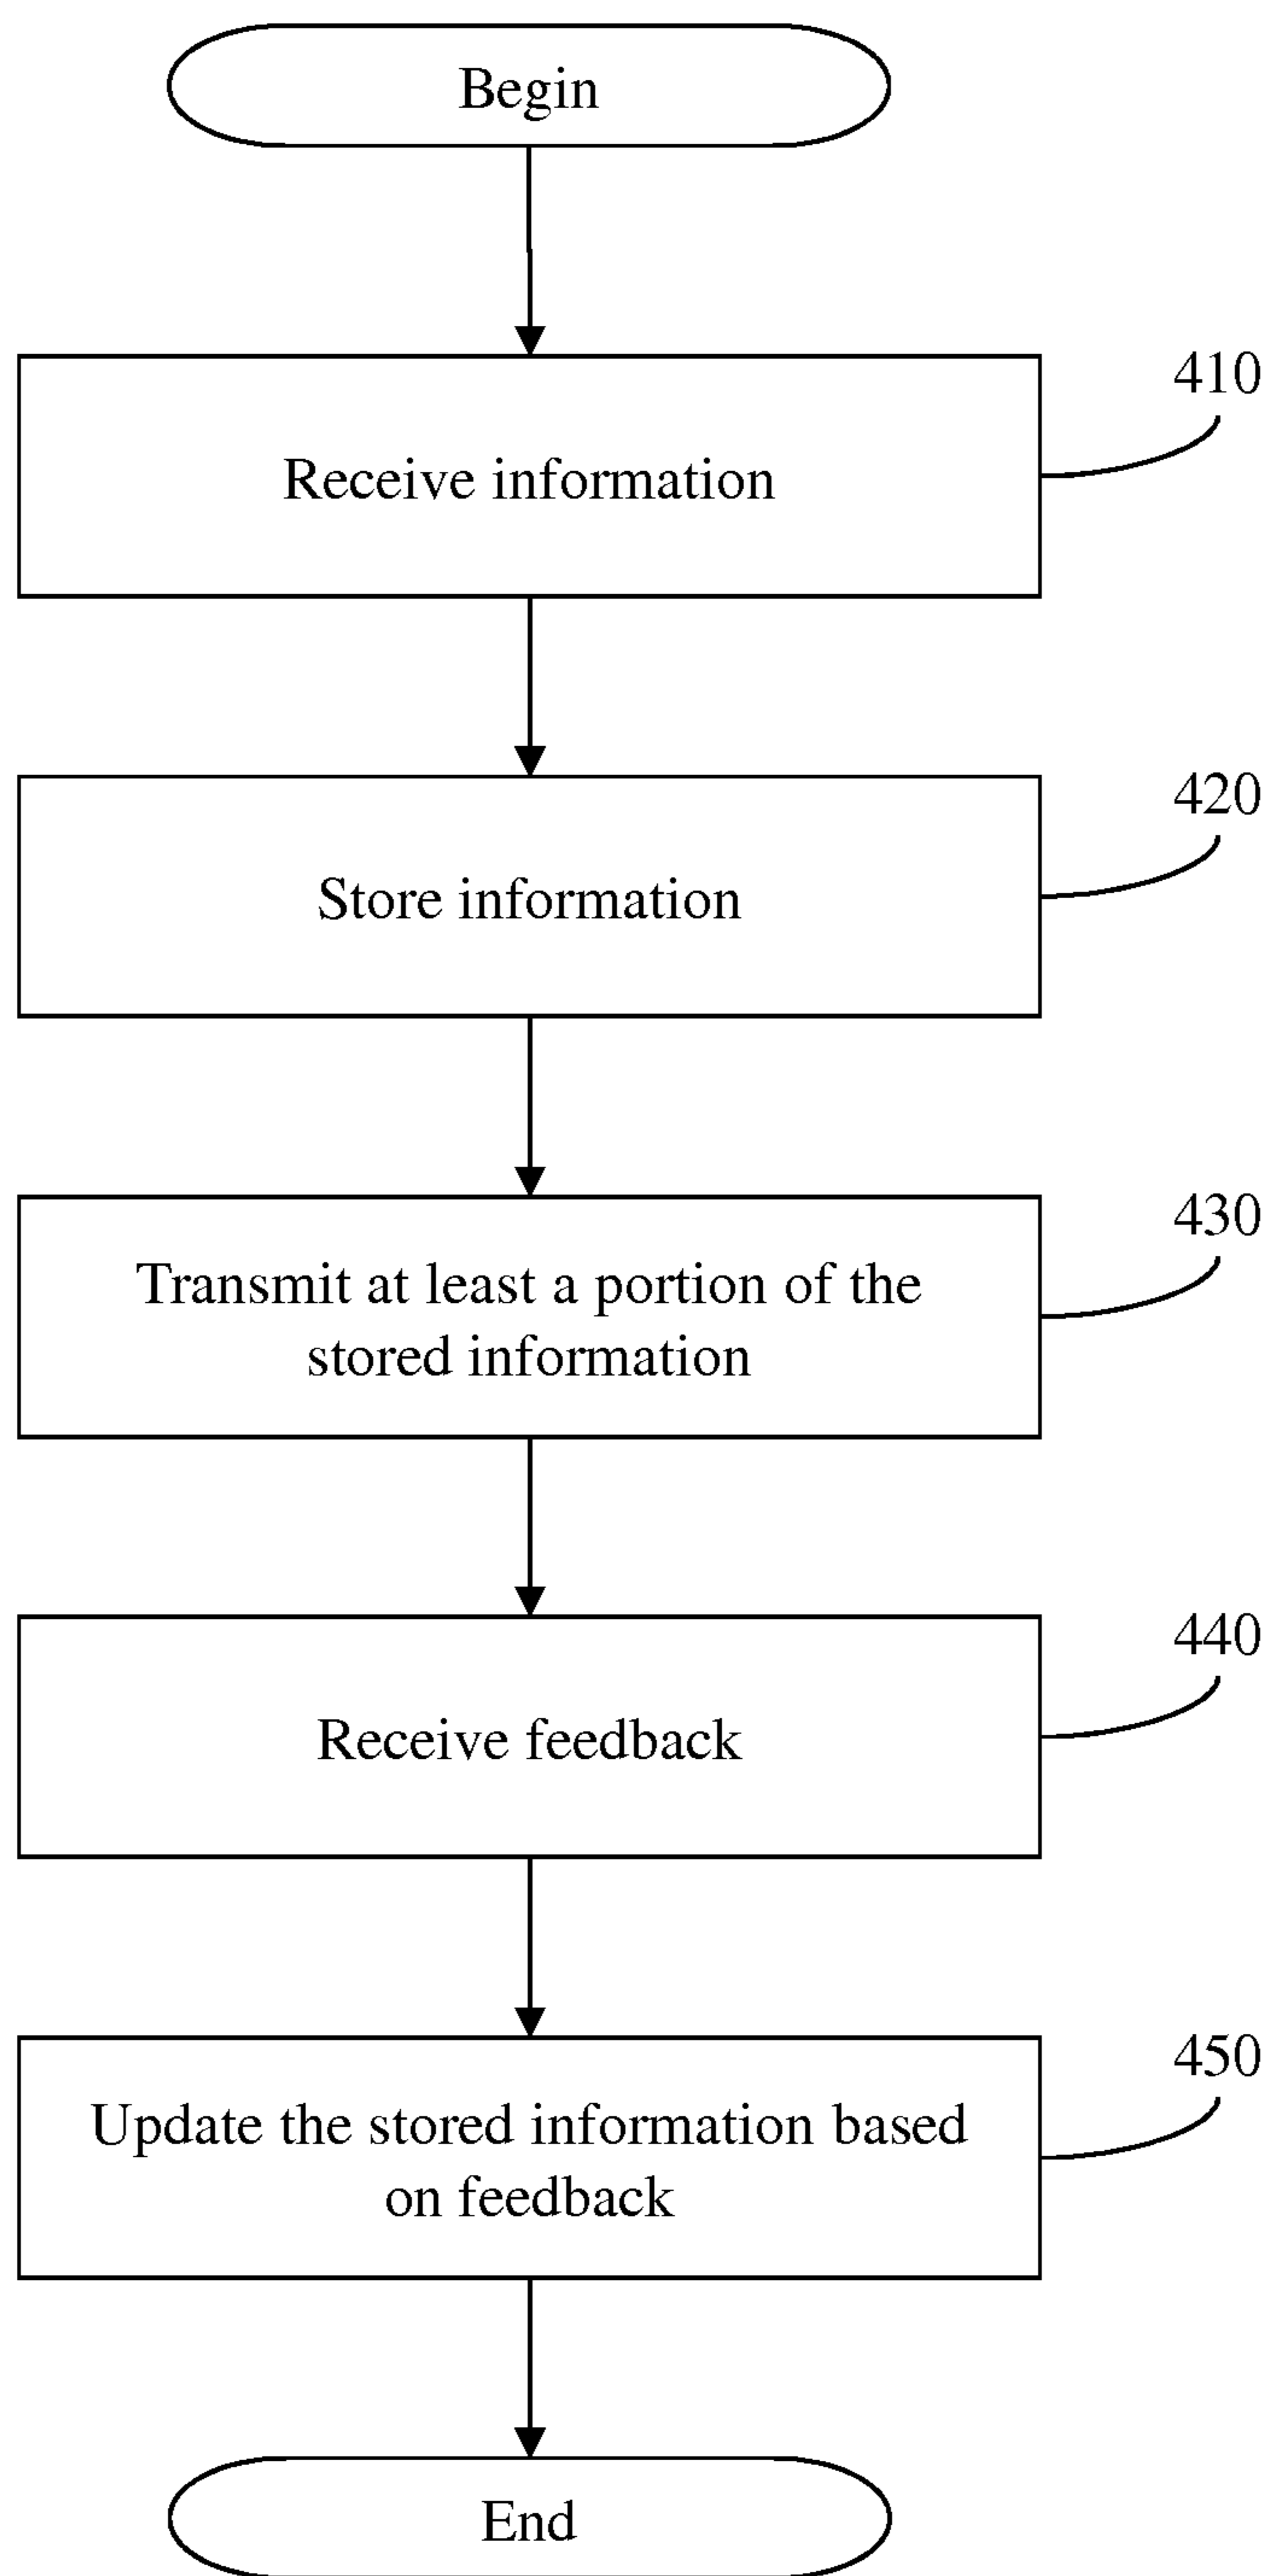 Begin
410
Receive information
420
Store information
430
Transmit at least a portion of the
stored information
440
Receive feedback
450
Update the stored information based
on feedback
End